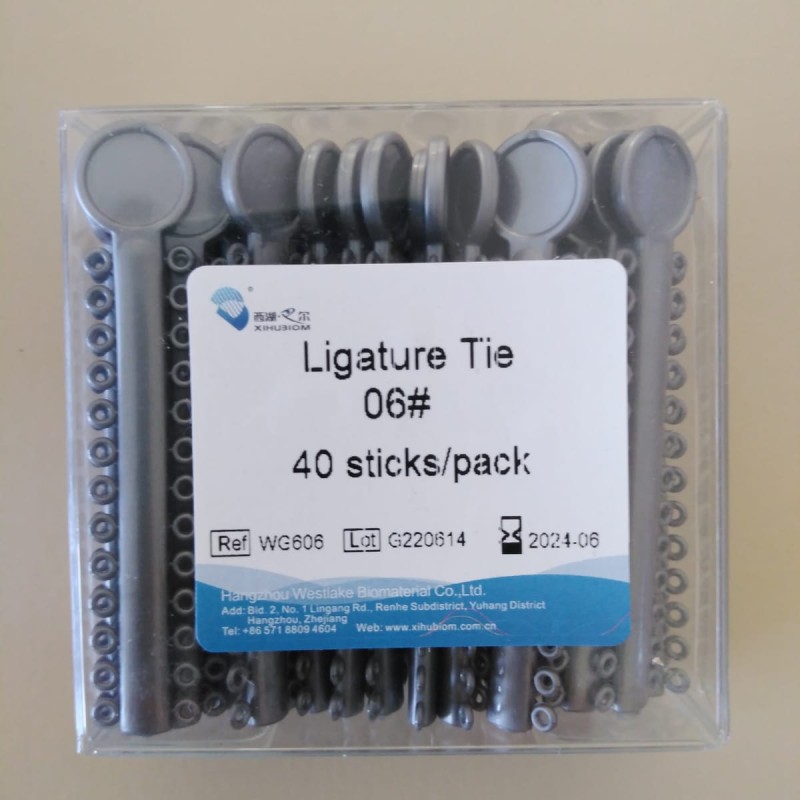 ®
西湖·巴尔
XIHUBIOM
Ligature Tie
06#
40 sticks/pack
Ref WG606 Lot G220614 2024-06
Hangzhou Westlake Biomaterial Co.,Ltd.
Add: Bld. 2, No. 1 Lingang Rd., Renhe Subdistrict, Yuhang District
Hangzhou, Zhejiang
Tel: +86 571 8809 4604 Web: www.xihubiom.com.cn